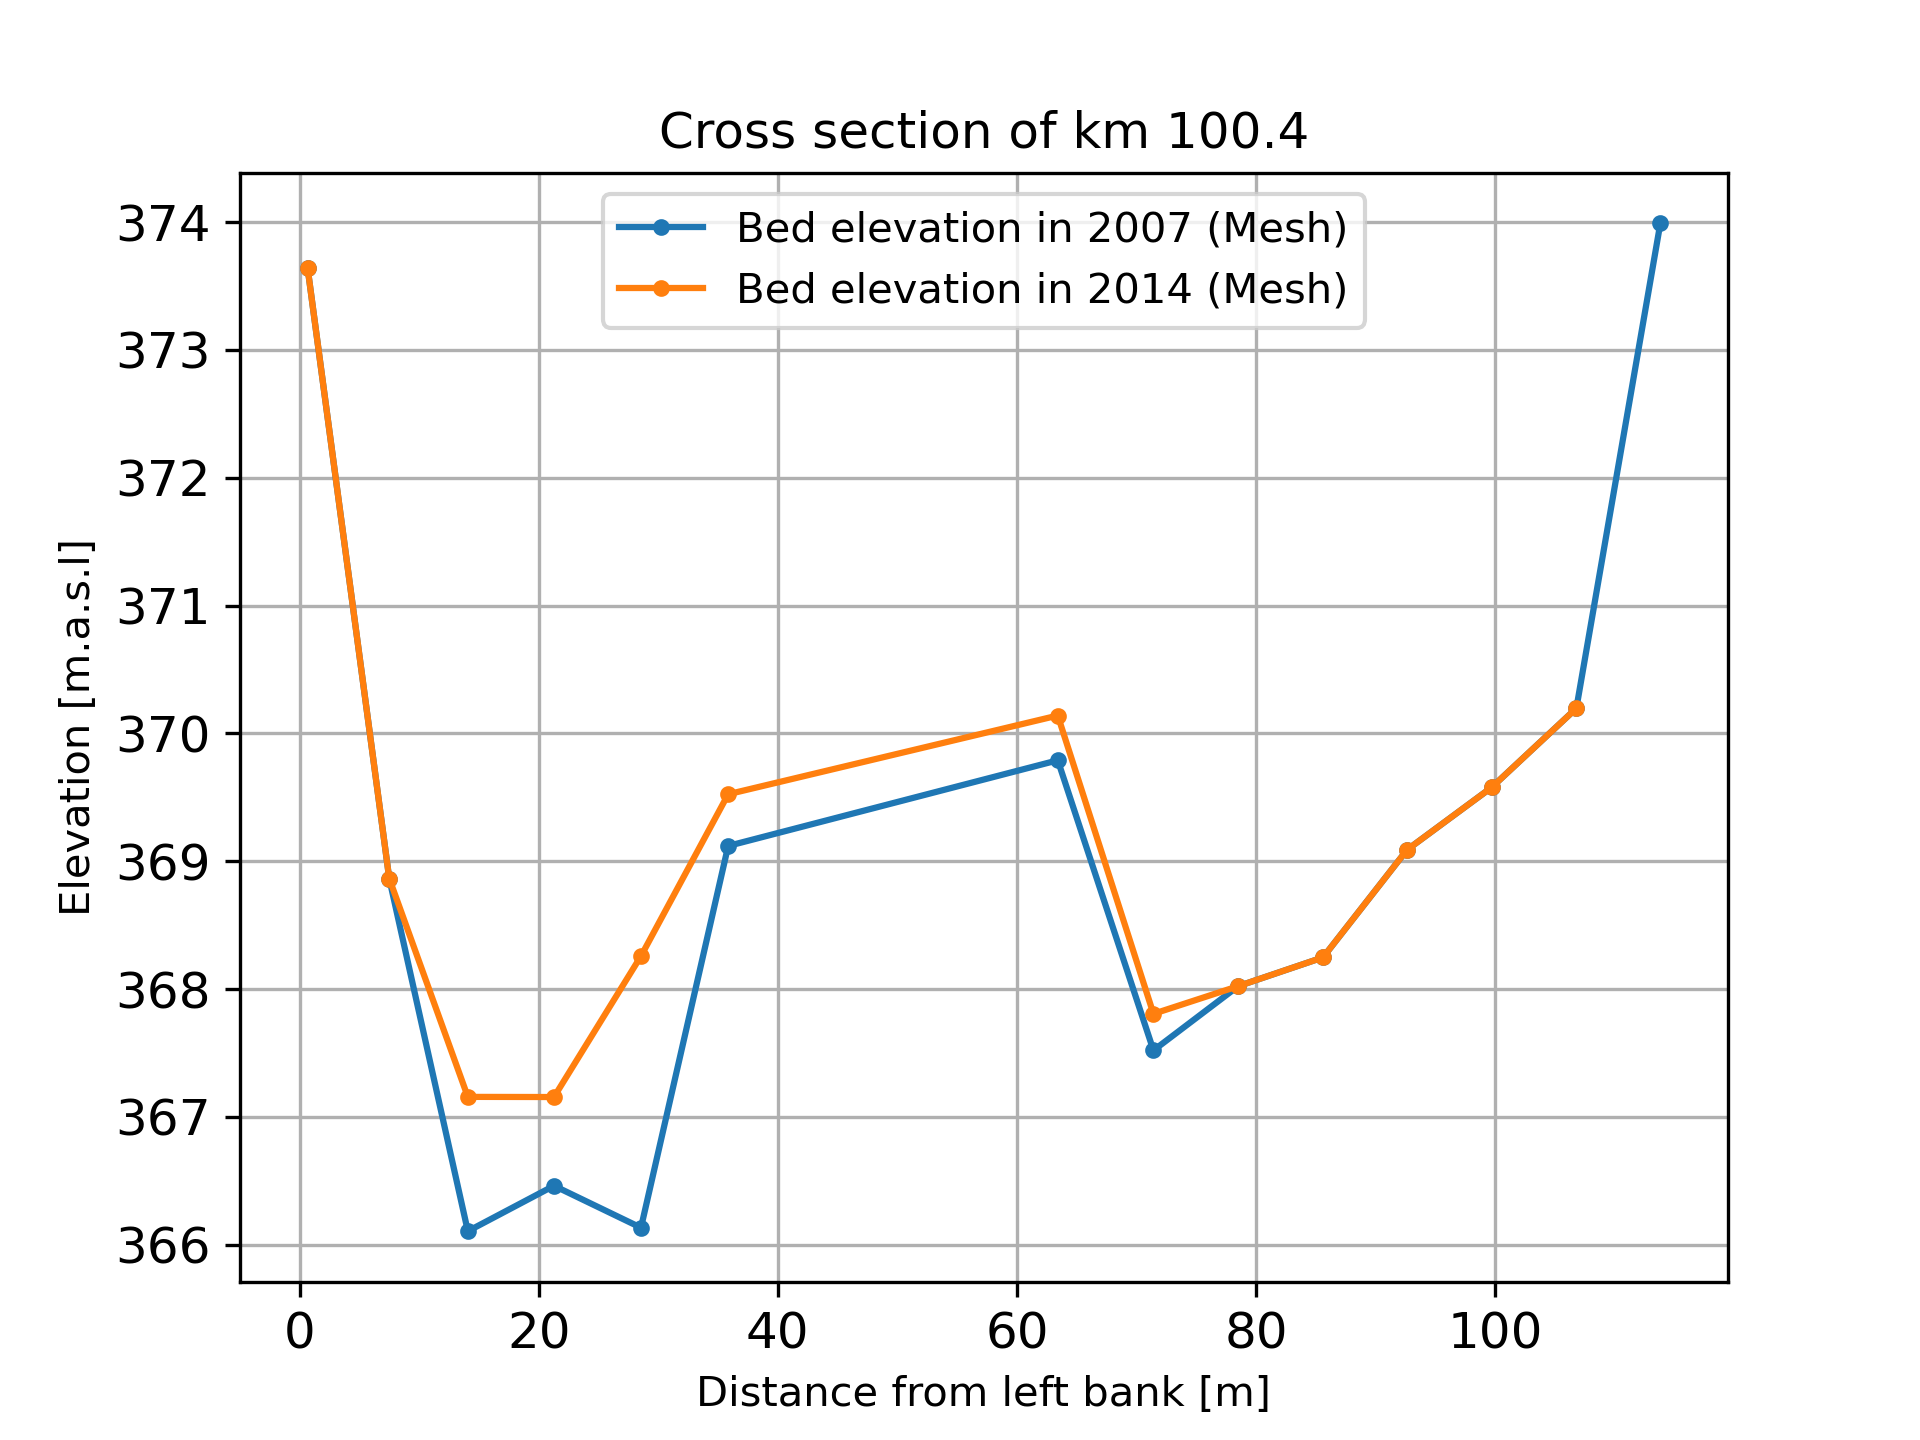 Cross section of km 100.4
Bed elevation in 2007 (Mesh)
Bed elevation in 2014 (Mesh)
Elevation [m.a.s.l]
374
373
372
371
370
369
368
367
366
0 20 40 60 80 100
Distance from left bank [m]